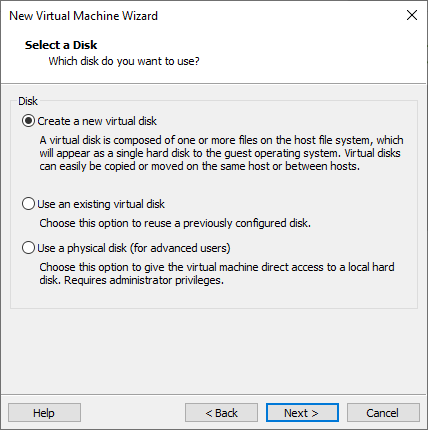 New Virtual Machine Wizard
Select a Disk
Which disk do you want to use?
Disk
Create a new virtual disk
A virtual disk is composed of one or more files on the host file system, which
will appear as a single hard disk to the guest operating system. Virtual disks
can easily be copied or moved on the same host or between hosts.
Use an existing virtual disk
Choose this option to reuse a previously configured disk.
Use a physical disk (for advanced users)
Choose this option to give the virtual machine direct access to a local hard
disk. Requires administrator privileges.
Help < Back Next > Cancel